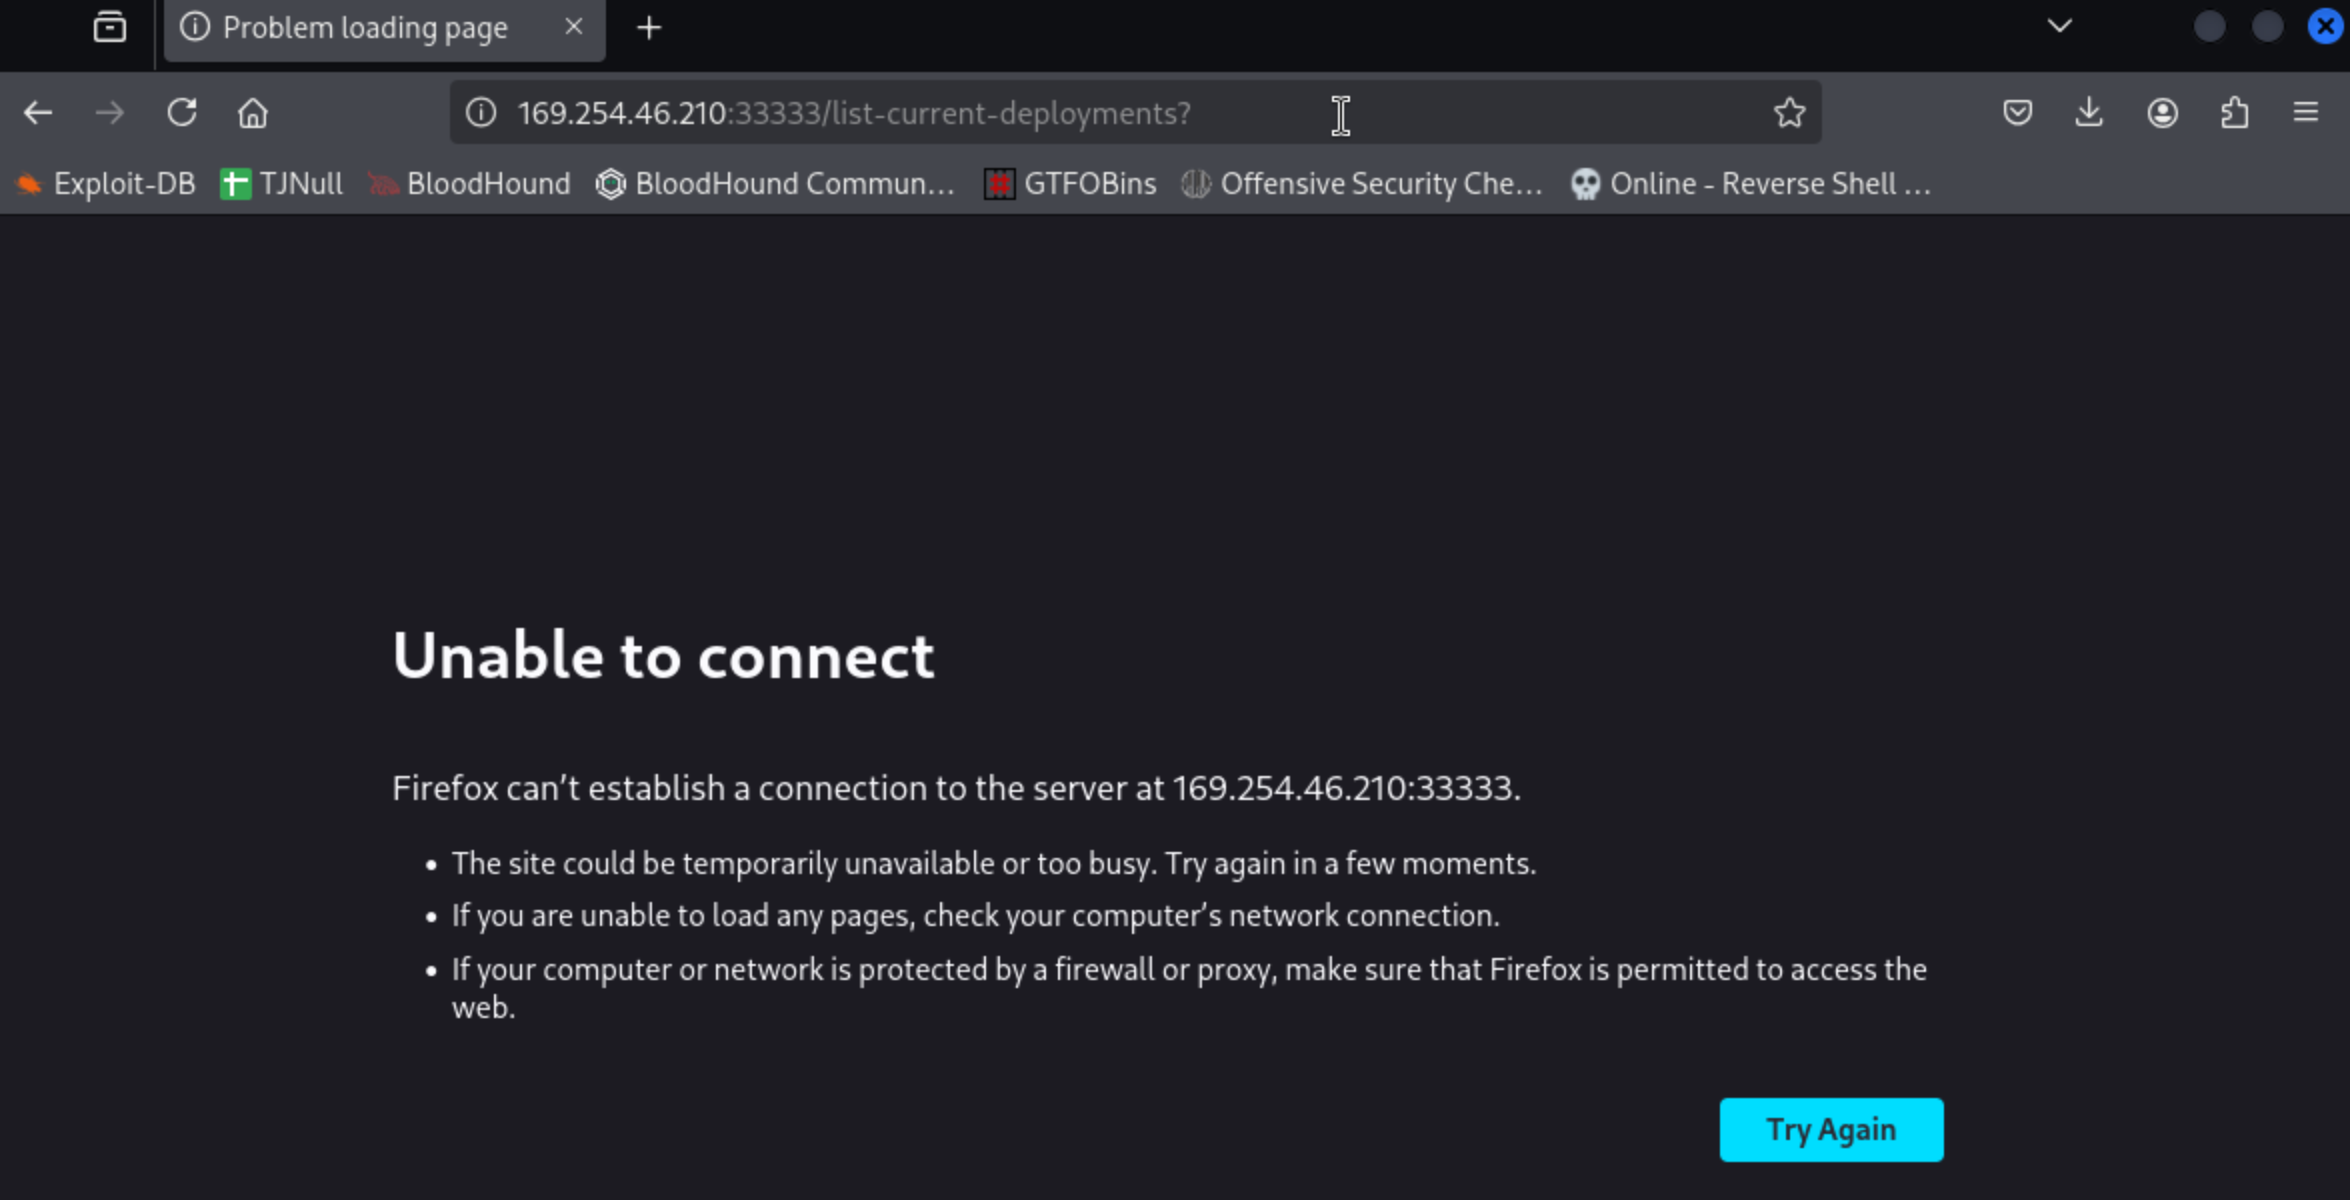 Problem loading page
169.254.46.210:33333/list-current-deployments?
Exploit-DB TJNull BloodHound BloodHound Commun... GTFOBins Offensive Security Che... Online - Reverse Shell ...
Unable to connect
Firefox can’t establish a connection to the server at 169.254.46.210:33333.
• The site could be temporarily unavailable or too busy. Try again in a few moments.
• If you are unable to load any pages, check your computer’s network connection.
• If your computer or network is protected by a firewall or proxy, make sure that Firefox is permitted to access the
web.
Try Again